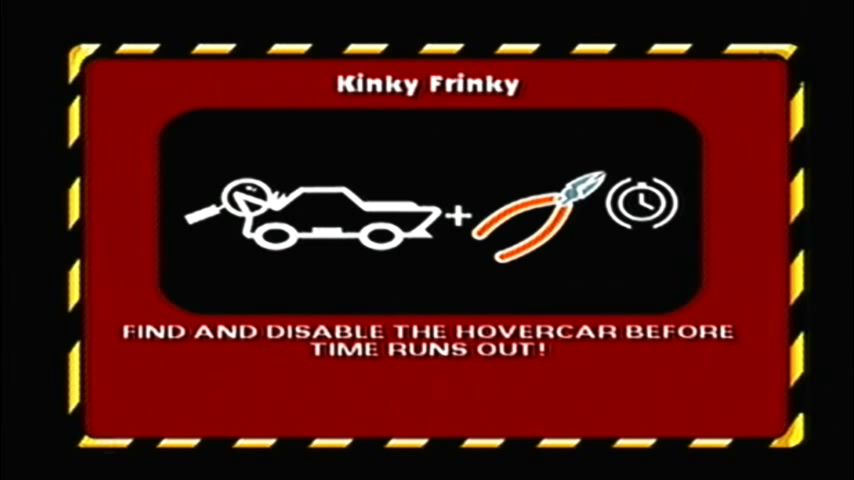 Kinky Frinky
FIND AND DISABLE THE HOVERCAR BEFORE
TIME RUNS OUT!